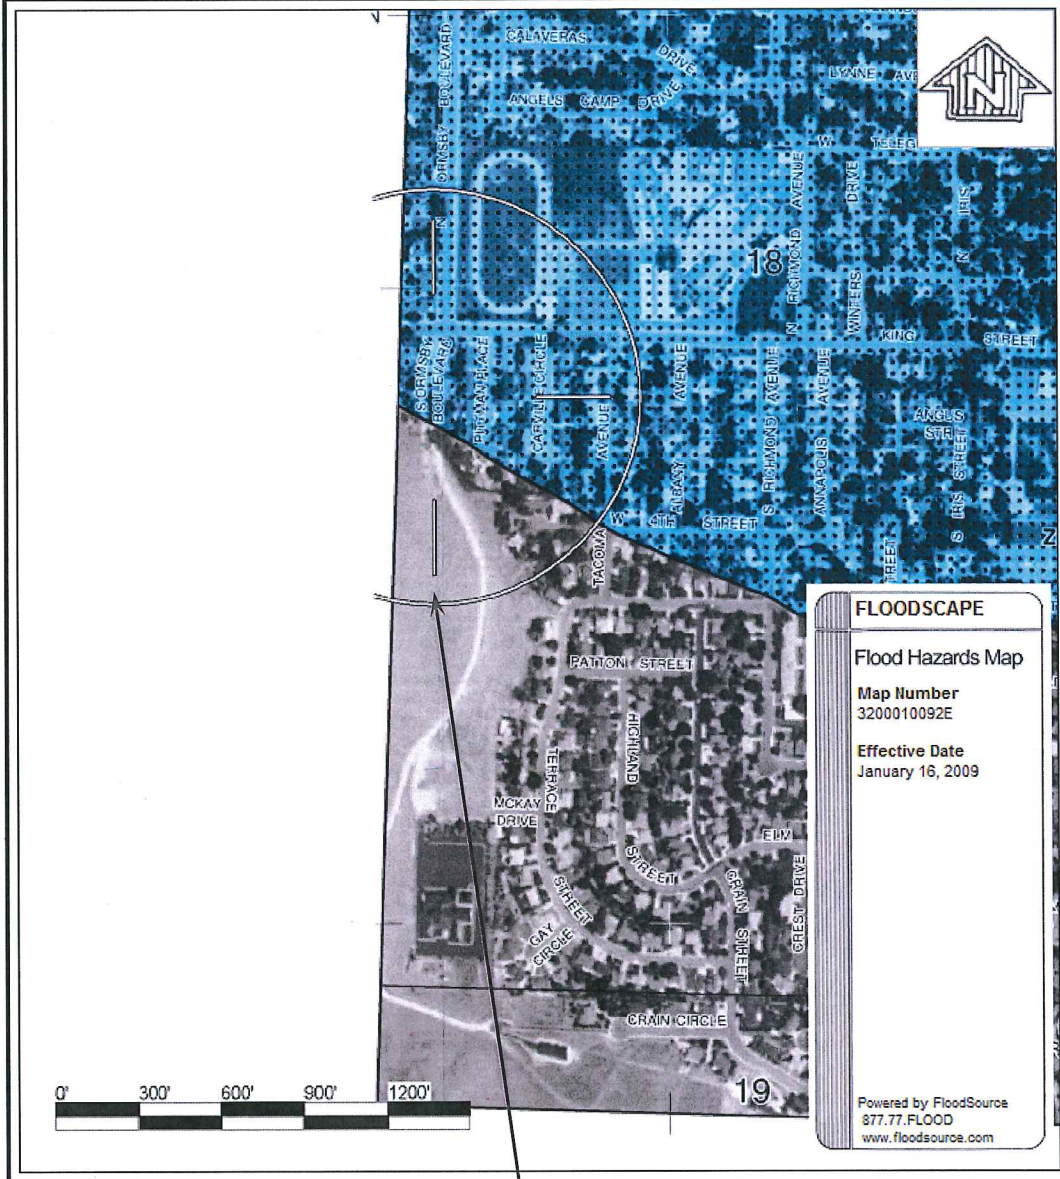 CALAVERAS
DRIVE
ANGELS CAMP DRIVE
N ORMSBY BOULEVARD
LYNNE AVE
N
W TELEG
N RICHMOND AVENUE
WINTERS DRIVE
N IRIS
18
KING STREET
S ORMSBY
BOULEVARD
PITTMAN PLACE
CARVILLE CIRCLE
TACOMA AVENUE
ALBANY AVENUE
S RICHMOND AVENUE
ANNAPOLIS AVENUE
ANGUS
STR
S IRIS STREET
W 4TH STREET
TREET
Z
PATTON STREET
HIGHLAND STREET
TERRACE STREET
MCKAY
DRIVE
ELM
CRAIN STREET
CREST DRIVE
GAY
CIRCLE
CRAIN CIRCLE
19
0' 300' 600' 900' 1200'
FLOODSCAPE
Flood Hazards Map
Map Number
3200010092E
Effective Date
January 16, 2009
Powered by FloodSource
877.77.FLOOD
www.floodsource.com